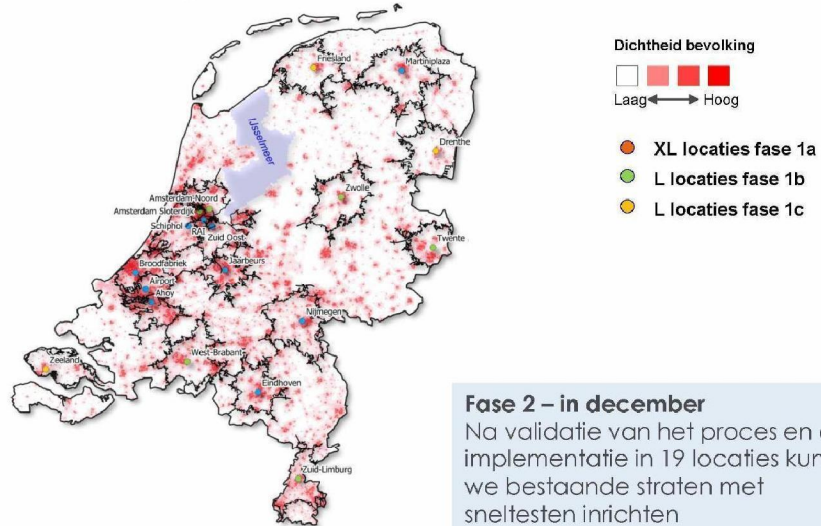 Friesland
Martiniplaza
IJsselmeer
Drenthe
Zwolle
Amsterdam-Noord
Amsterdam Sloterdijk
Schiphol
RAI
Zuid Oost
Twente
Broodfabriek
Jaarbeurs
Airport
Ahoy
Nijmegen
West-Brabant
Zeeland
Eindhoven
Zuid-Limburg
Dichtheid bevolking
Laag Hoog
XL locaties fase 1a
L locaties fase 1b
L locaties fase 1c
Fase 2 – in december
Na validatie van het proces en
implementatie in 19 locaties kun
we bestaande straten met
sneltesten inrichten